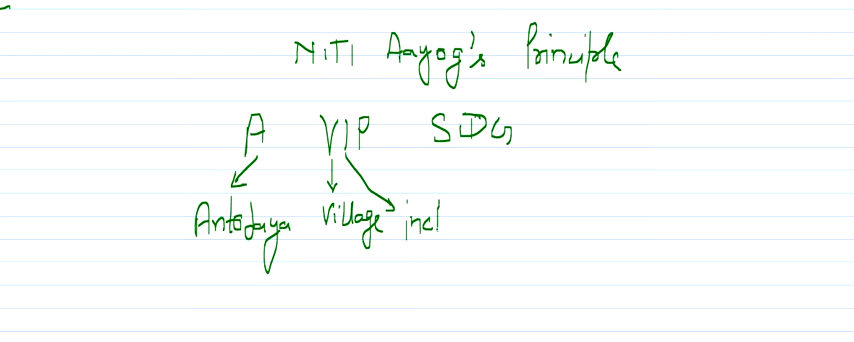 NITI Aayog's Principle
A VIP SDG
Antodaya Village incl